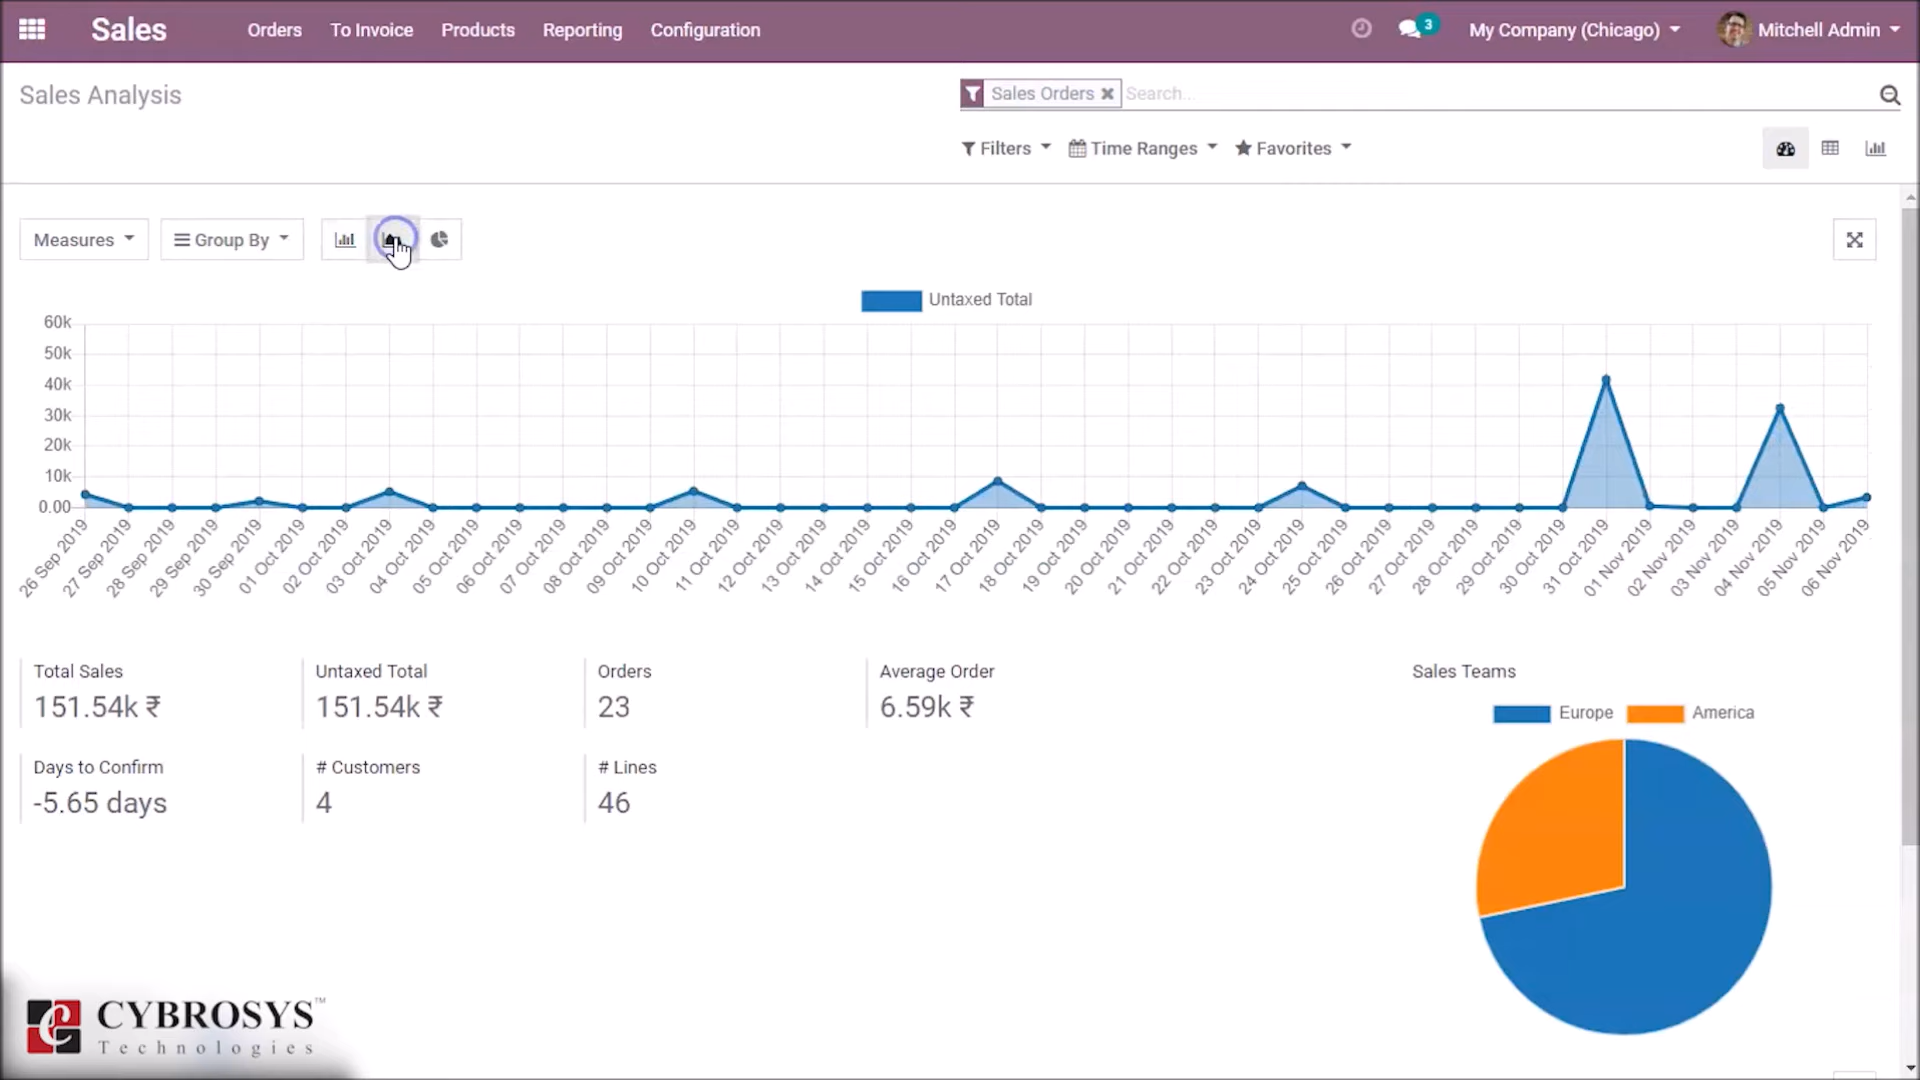 Sales Orders To Invoice Products Reporting Configuration 3 My Company (Chicago) Mitchell Admin
Sales Analysis
Sales Orders Search...
Filters Time Ranges Favorites
Measures Group By
Untaxed Total
60k
50k
40k
30k
20k
10k
0.00
26 Sep 2019 27 Sep 2019 28 Sep 2019 29 Sep 2019 30 Sep 2019 01 Oct 2019 02 Oct 2019 03 Oct 2019 04 Oct 2019 05 Oct 2019 06 Oct 2019 07 Oct 2019 08 Oct 2019 09 Oct 2019 10 Oct 2019 11 Oct 2019 12 Oct 2019 13 Oct 2019 14 Oct 2019 15 Oct 2019 16 Oct 2019 17 Oct 2019 18 Oct 2019 19 Oct 2019 20 Oct 2019 21 Oct 2019 22 Oct 2019 23 Oct 2019 24 Oct 2019 25 Oct 2019 26 Oct 2019 27 Oct 2019 28 Oct 2019 29 Oct 2019 30 Oct 2019 31 Oct 2019 01 Nov 2019 02 Nov 2019 03 Nov 2019 04 Nov 2019 05 Nov 2019 06 Nov 2019
Total Sales Untaxed Total Orders Average Order Sales Teams
151.54k ₹ 151.54k ₹ 23 6.59k ₹
Europe America
Days to Confirm # Customers # Lines
-5.65 days 4 46
CYBROSYS™
Technologies